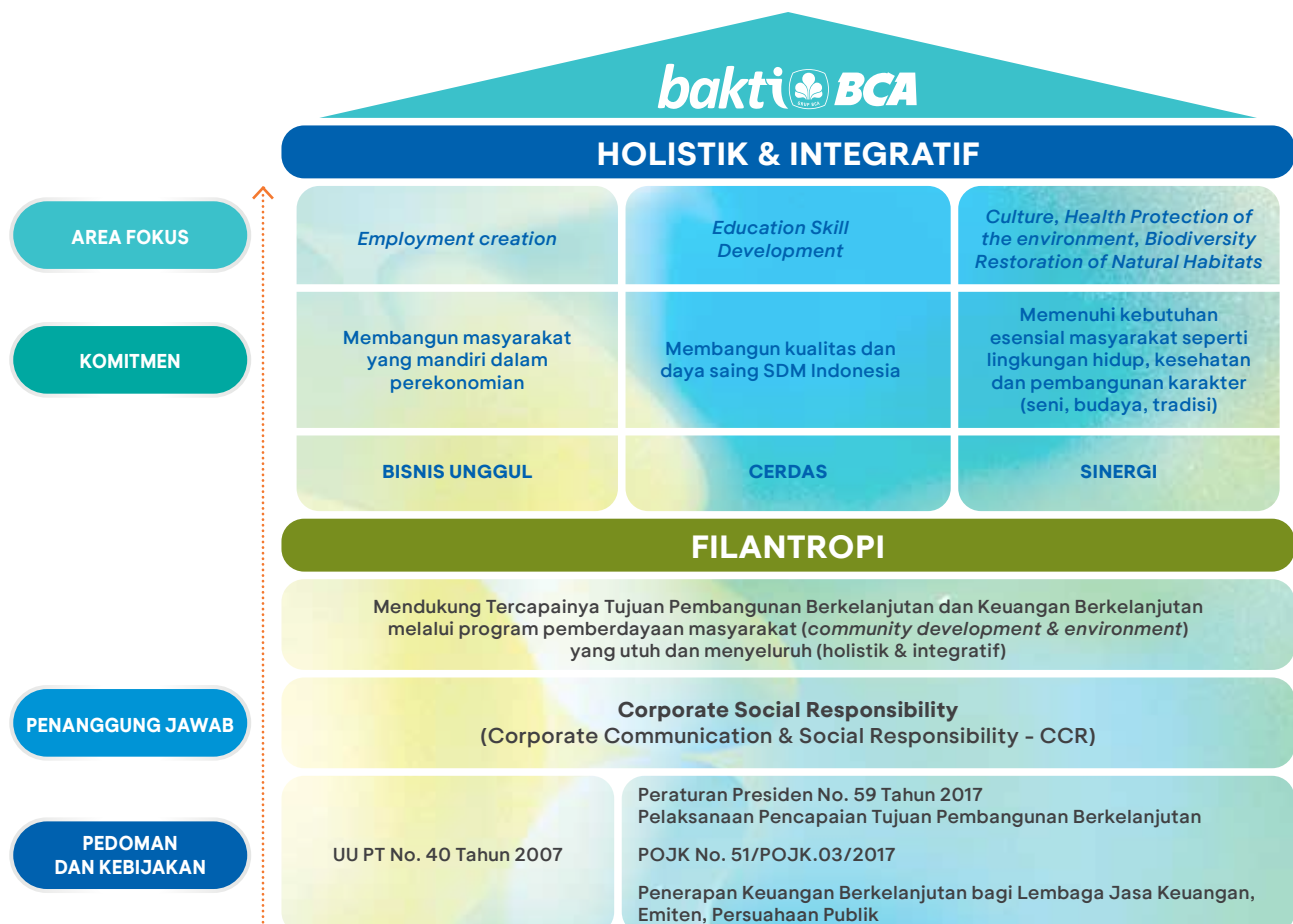 bakti BCA
HOLISTIK & INTEGRATIF
AREA FOKUS
Employment creation
Education Skill
Development
Culture, Health Protection of
the environment, Biodiversity
Restoration of Natural Habitats
KOMITMEN
Membangun masyarakat
yang mandiri dalam
perekonomian
Membangun kualitas dan
daya saing SDM Indonesia
Memenuhi kebutuhan
esensial masyarakat seperti
lingkungan hidup, kesehatan
dan pembangunan karakter
(seni, budaya, tradisi)
BISNIS UNGGUL
CERDAS
SINERGI
FILANTROPI
Mendukung Tercapainya Tujuan Pembangunan Berkelanjutan dan Keuangan Berkelanjutan
melalui program pemberdayaan masyarakat (community development & environment)
yang utuh dan menyeluruh (holistik & integratif)
PENANGGUNG JAWAB
Corporate Social Responsibility
(Corporate Communication & Social Responsibility - CCR)
PEDOMAN
DAN KEBIJAKAN
UU PT No. 40 Tahun 2007
Peraturan Presiden No. 59 Tahun 2017
Pelaksanaan Pencapaian Tujuan Pembangunan Berkelanjutan
POJK No. 51/POJK.03/2017
Penerapan Keuangan Berkelanjutan bagi Lembaga Jasa Keuangan,
Emiten, Persuahaan Publik